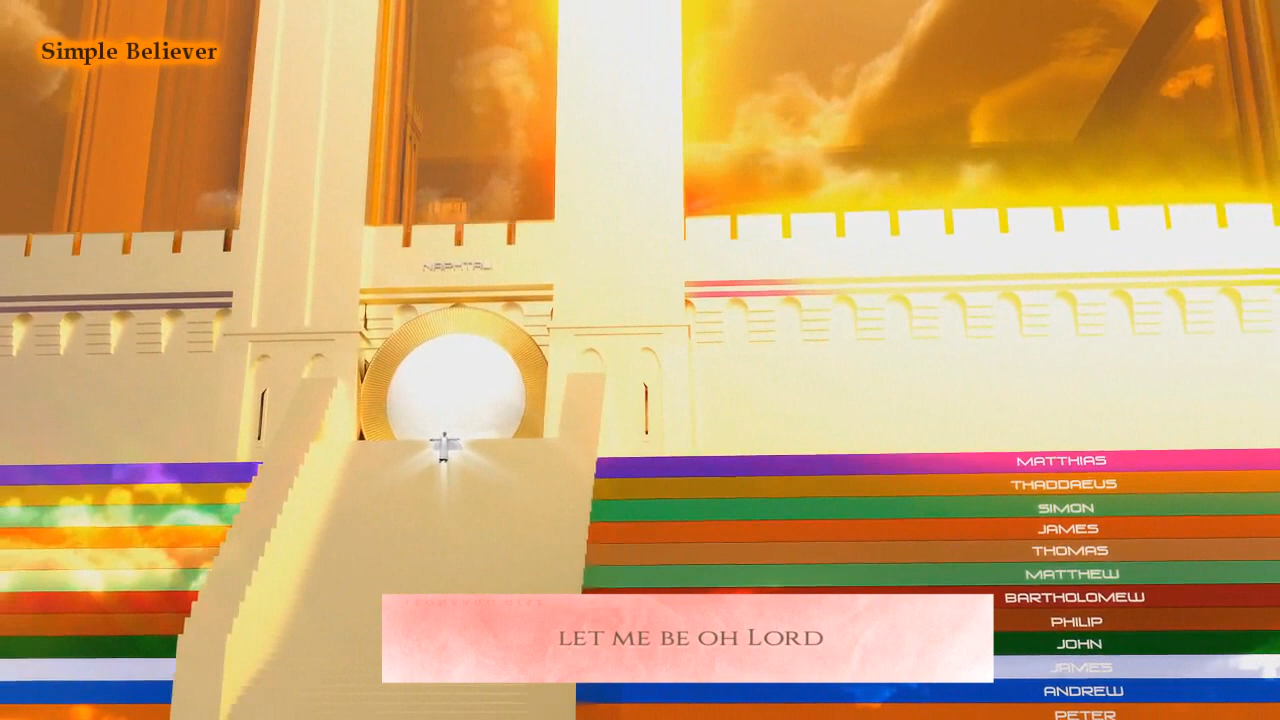 Simple Believer
NAPHTALI
MATTHIAS
THADDAEUS
SIMON
JAMES
THOMAS
MATTHEW
BARTHOLOMEW
PHILIP
JOHN
JAMES
ANDREW
PETER
LET ME BE OH LORD